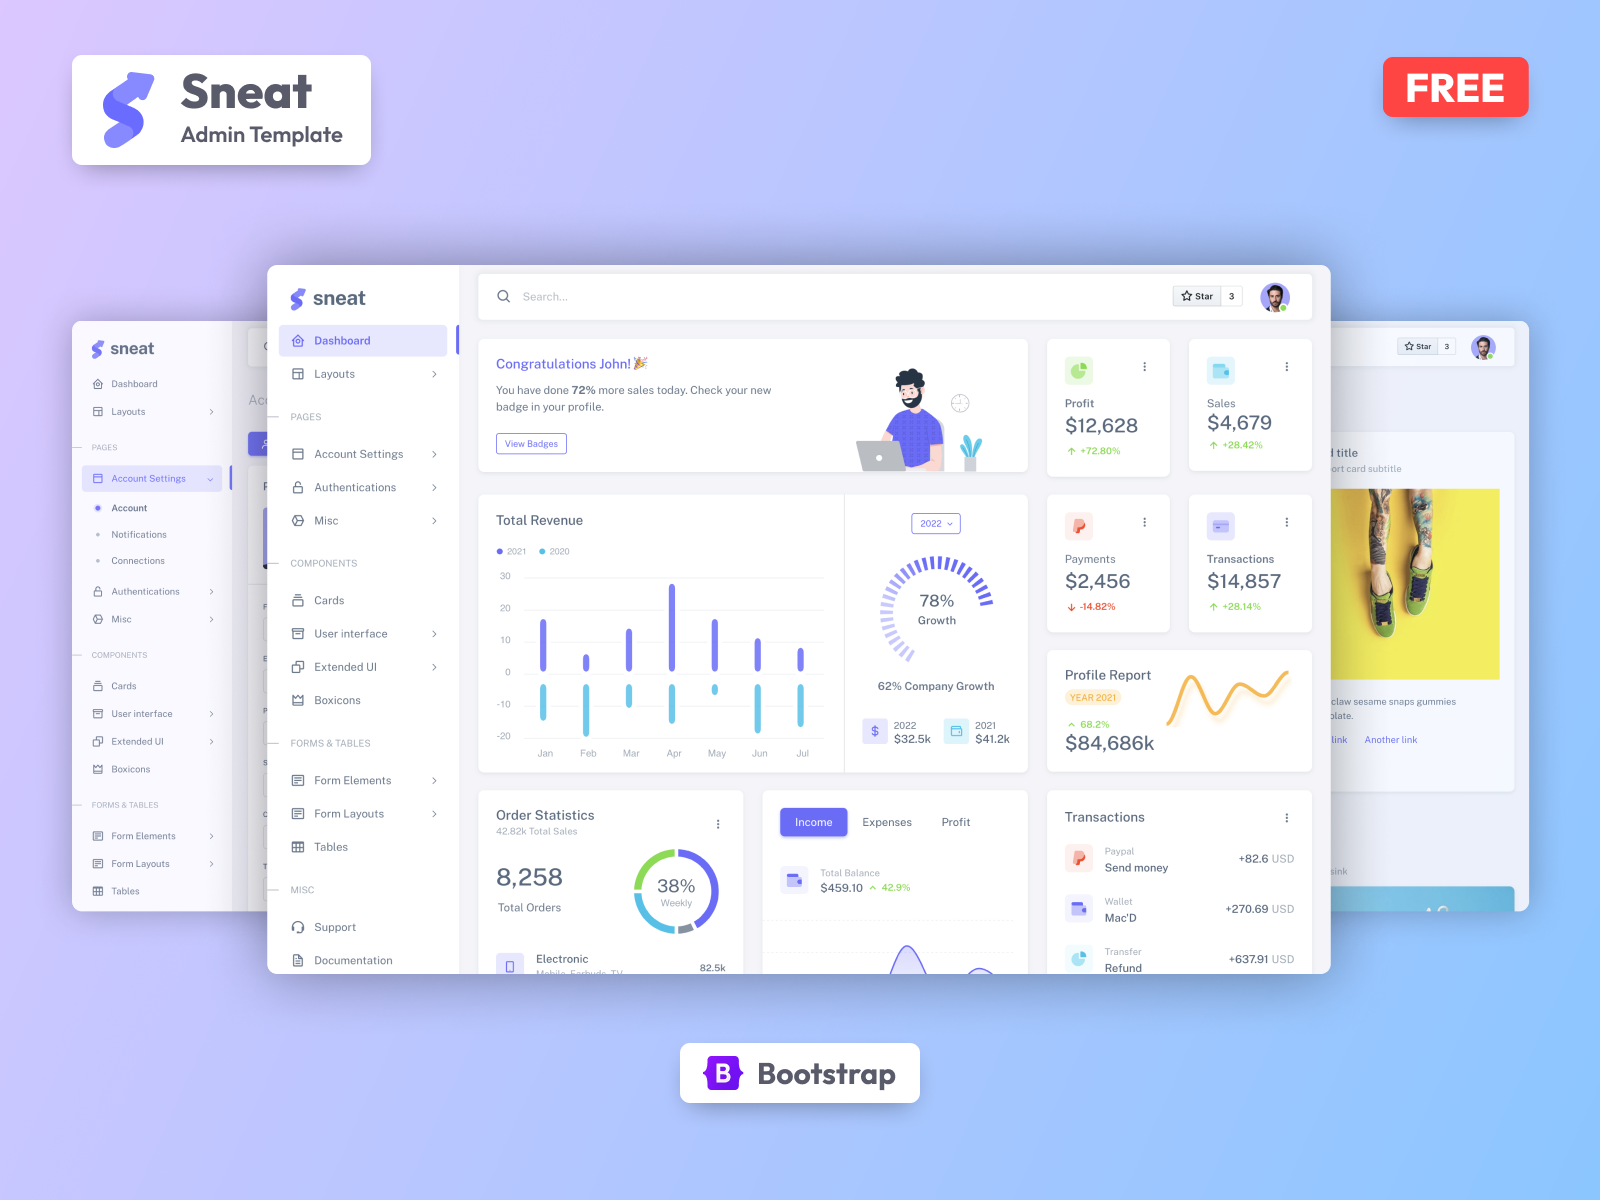 Sneat
Admin Template
FREE
sneat
Dashboard
Layouts
PAGES
Account Settings
Account
Notifications
Connections
Authentications
Misc
COMPONENTS
Cards
User interface
Extended UI
Boxicons
FORMS & TABLES
Form Elements
Form Layouts
Tables
sneat
Dashboard
Layouts
PAGES
Account Settings
Authentications
Misc
COMPONENTS
Cards
User interface
Extended UI
Boxicons
FORMS & TABLES
Form Elements
Form Layouts
Tables
MISC
Support
Documentation
Search...
Star 3
Congratulations John!
You have done 72% more sales today. Check your new
badge in your profile.
View Badges
Profit
$12,628
+72.80%
Sales
$4,679
+28.42%
Total Revenue
2021 2020
30
20
10
0
-10
-20
Jan Feb Mar Apr May Jun Jul
2022
78%
Growth
62% Company Growth
2022
$32.5k
2021
$41.2k
Payments
$2,456
-14.82%
Transactions
$14,857
+28.14%
Profile Report
YEAR 2021
68.2%
$84,686k
Order Statistics
42.82k Total Sales
8,258
Total Orders
38%
Weekly
Electronic
Mobile, Earbuds, TV
82.5k
Income Expenses Profit
Total Balance
$459.10 42.9%
Transactions
Paypal
Send money
+82.6 USD
Wallet
Mac'D
+270.69 USD
Transfer
Refund
+637.91 USD
Star 3
title
ort card subtitle
claw sesame snaps gummies
link Another link
B Bootstrap